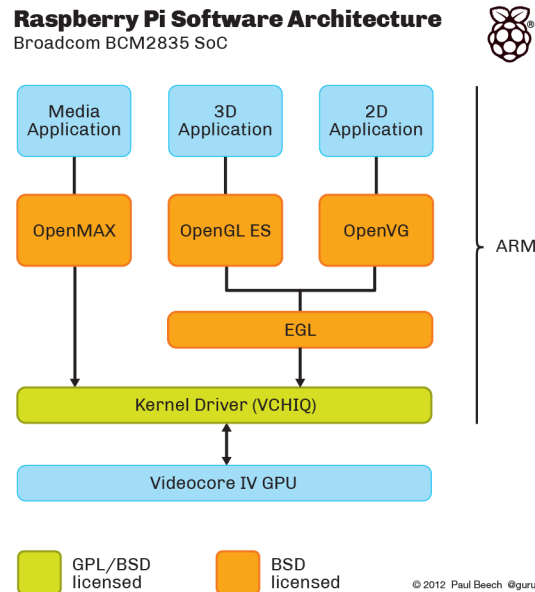 Raspberry Pi Software Architecture
Broadcom BCM2835 SoC
®
Media
Application
3D
Application
2D
Application
OpenMAX
OpenGL ES
OpenVG
ARM
EGL
Kernel Driver (VCHIQ)
Videocore IV GPU
GPL/BSD
licensed
BSD
licensed
© 2012 Paul Beech @guru